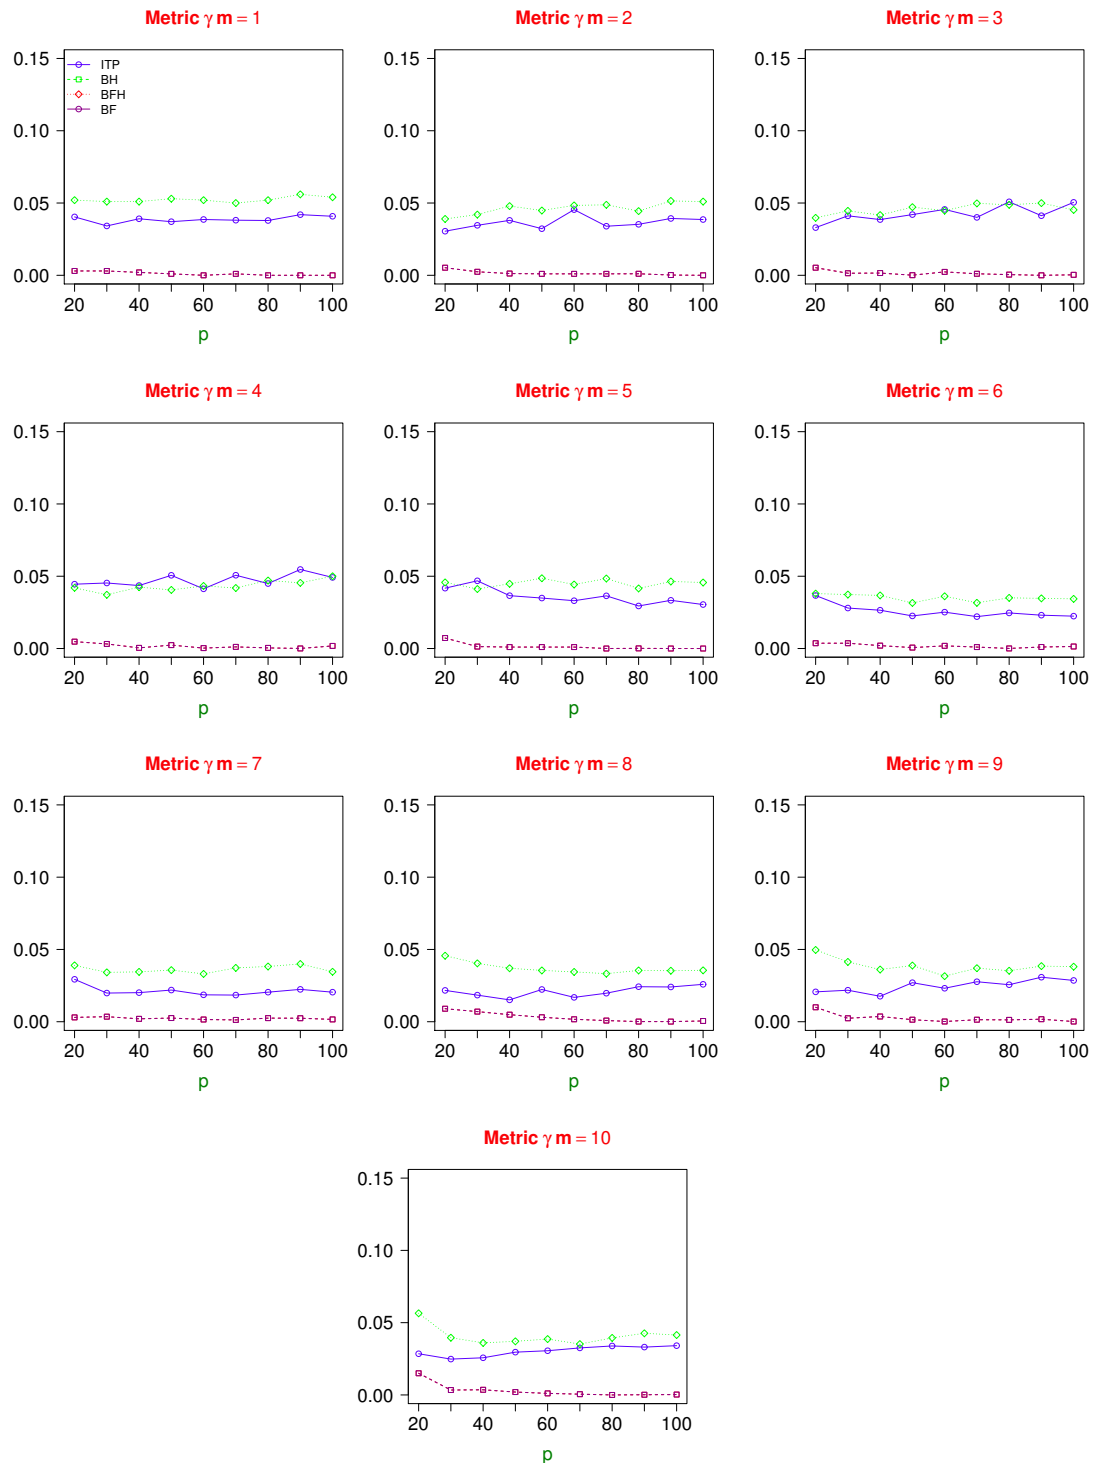 Metric γ m = 1
Metric γ m = 2
Metric γ m = 3
0.15
0.10
0.05
0.00
ITP
BH
BFH
BF
20 40 60 80 100
p
0.15
0.10
0.05
0.00
20 40 60 80 100
p
0.15
0.10
0.05
0.00
20 40 60 80 100
p
Metric γ m = 4
Metric γ m = 5
Metric γ m = 6
0.15
0.10
0.05
0.00
20 40 60 80 100
p
0.15
0.10
0.05
0.00
20 40 60 80 100
p
0.15
0.10
0.05
0.00
20 40 60 80 100
p
Metric γ m = 7
Metric γ m = 8
Metric γ m = 9
0.15
0.10
0.05
0.00
20 40 60 80 100
p
0.15
0.10
0.05
0.00
20 40 60 80 100
p
0.15
0.10
0.05
0.00
20 40 60 80 100
p
Metric γ m = 10
0.15
0.10
0.05
0.00
20 40 60 80 100
p